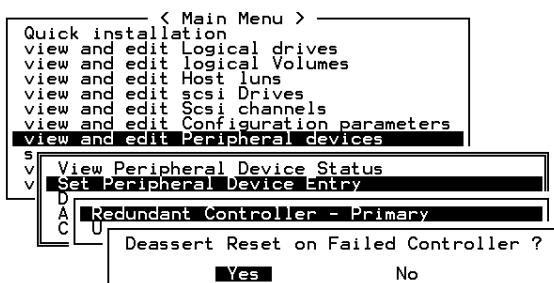 < Main Menu >
Quick installation
view and edit Logical drives
view and edit logical Volumes
view and edit Host luns
view and edit scsi Drives
view and edit Scsi channels
view and edit Configuration parameters
view and edit Peripheral devices
s
v View Peripheral Device Status
v Set Peripheral Device Entry
D
A Redundant Controller - Primary
C U
Deassert Reset on Failed Controller ?
Yes No